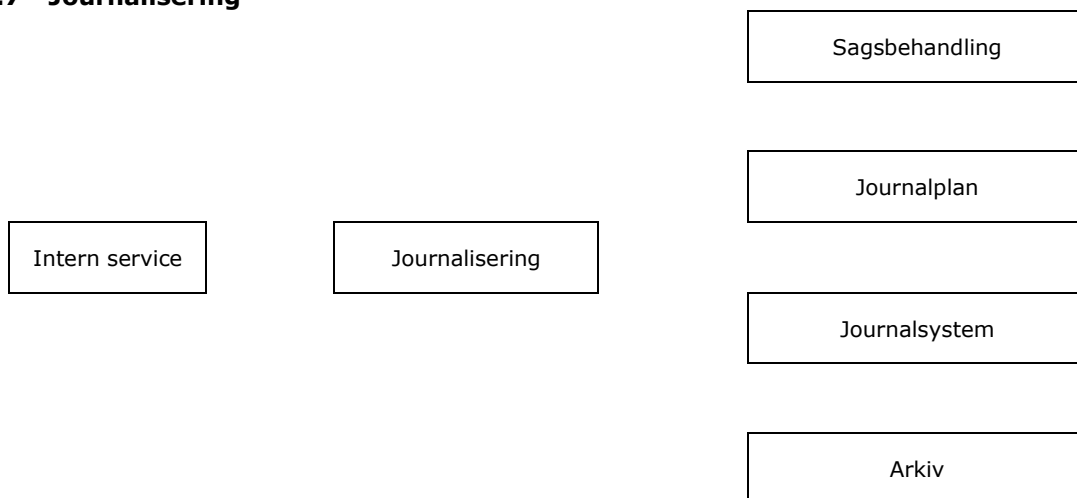 Journalisering
Sagsbehandling
Journalplan
Intern service
Journalisering
Journalsystem
Arkiv